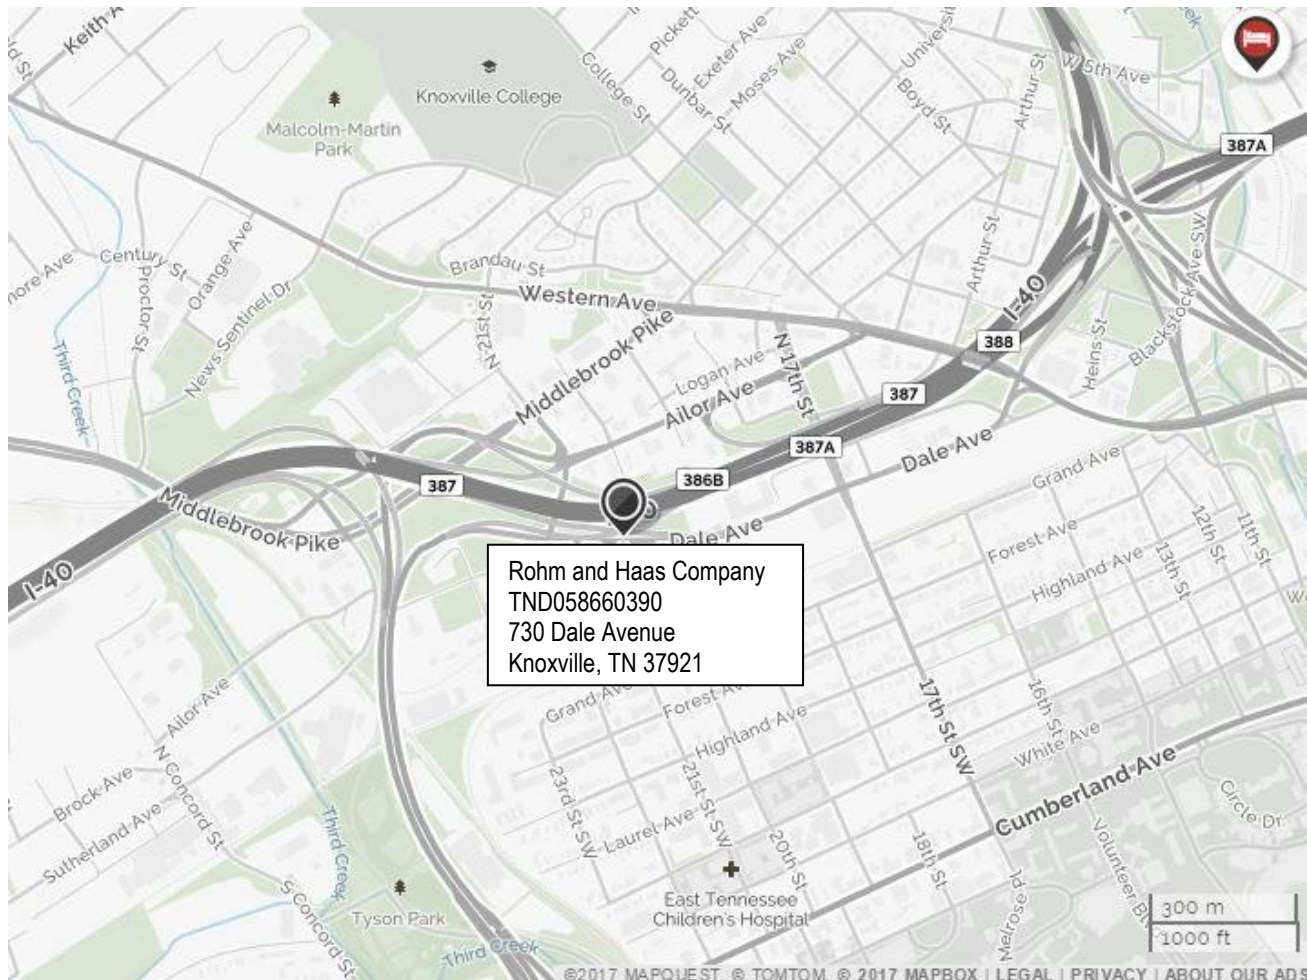 Keith A
Pickett
Exeter Ave
Moses Ave
Dunbar St
College St
Universi
Boyd St
Arthur St
W 5th Ave
Creek
387A
d St
Knoxville College
Malcolm-Martin
Park
Century St
Orange Ave
Proctor St
News Sentinel Dr
more Ave
Brandau St
Western Ave
Arthur St
I-40
Blackstock Ave SW
Heins St
388
N 21st St
Middlebrook Pike
Logan Ave
Ailor Ave
N 17th St
387
387A
Third Creek
387
386B
Dale Ave
Grand Ave
Middlebrook Pike
0
Dale Ave
Forest Ave
Highland Ave
12th St
11th St
13th St
I-40
Rohm and Haas Company
TND058660390
730 Dale Avenue
Knoxville, TN 37921
Ailor Ave
Grand Ave
Forest Av
Highland Ave
17th St SW
16th St
White Ave
Cumberland Ave
Circle Dr
N Concord St
Brock Ave
Sutherland Ave
Third Creek
23rd St SW
21st St SW
Laurel Ave
20th St
18th St
Volunteer Bl
Melrose
East Tennessee
Children's Hospital
Tyson Park
S Concord St
Third Creek
300 m
1000 ft
©2017 MAPQUEST © TOMTOM © 2017 MAPBOX | LEGAL | PRIVACY | ABOUT OUR ADS